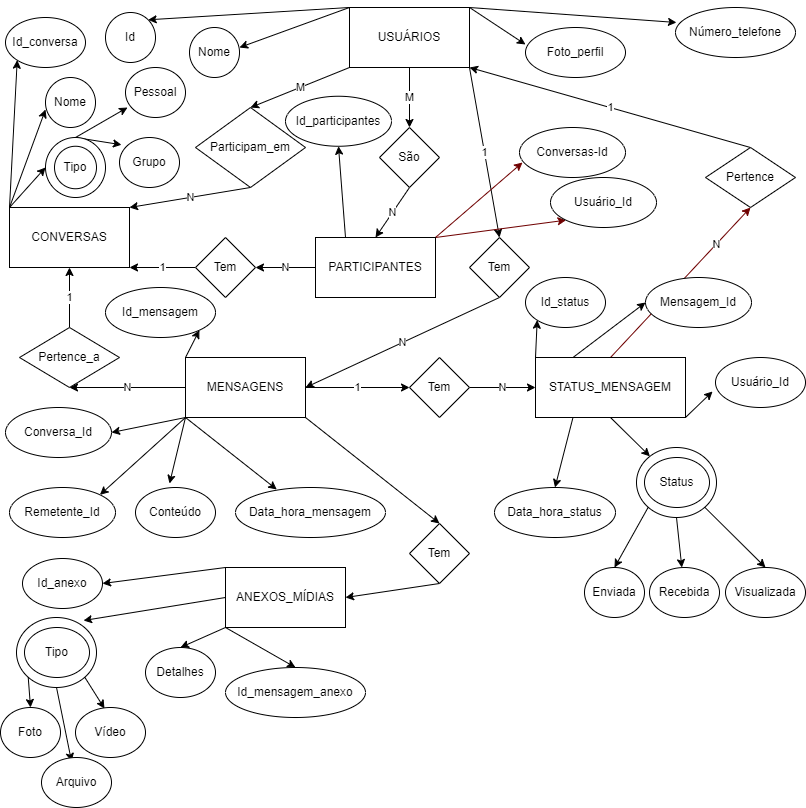 USUÁRIOS
Número_telefone
Id
Id_conversa
Nome
Foto_perfil
Nome
Pessoal
M
M
Id_participantes
1
Participam_em
São
1
Conversas-Id
Tipo
Grupo
Pertence
N
N
Usuário_Id
CONVERSAS
N
Tem
1
N
PARTICIPANTES
Tem
1
Id_mensagem
Id_status
Mensagem_Id
Pertence_a
N
N
MENSAGENS
1
Tem
N
STATUS_MENSAGEM
Usuário_Id
Conversa_Id
Status
Remetente_Id
Conteúdo
Data_hora_mensagem
Data_hora_status
Tem
Id_anexo
ANEXOS_MÍDIAS
Enviada
Recebida
Visualizada
Tipo
Detalhes
Id_mensagem_anexo
Foto
Vídeo
Arquivo